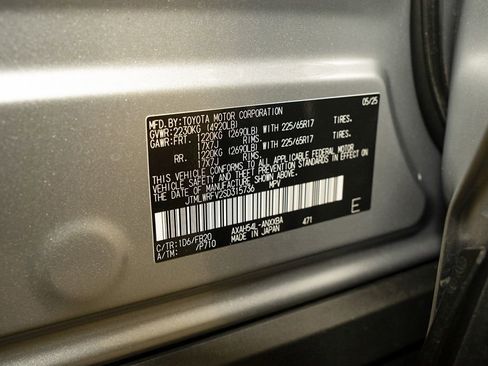 MFD.BY:TOYOTA MOTOR CORPORATION 05/25
GVWR:2230KG (4920LB)
GAWR:FRT. 1220KG (2690LB) WITH 225/65R17 TIRES.
17X7J RIMS.
RR. 1220KG (2690LB) WITH 225/65R17 TIRES.
17X7J RIMS.
THIS VEHICLE CONFORMS TO ALL APPLICABLE FEDERAL MOTOR
VEHICLE SAFETY AND THEFT PREVENTION STANDARDS IN EFFECT ON
THE DATE OF MANUFACTURE SHOWN ABOVE.
JTMLWRFV2SD315736 MPV
C/TR:1D6/FB20 AXAH54L-ANXXBA 471 E
A/TM: /P710 MADE IN JAPAN